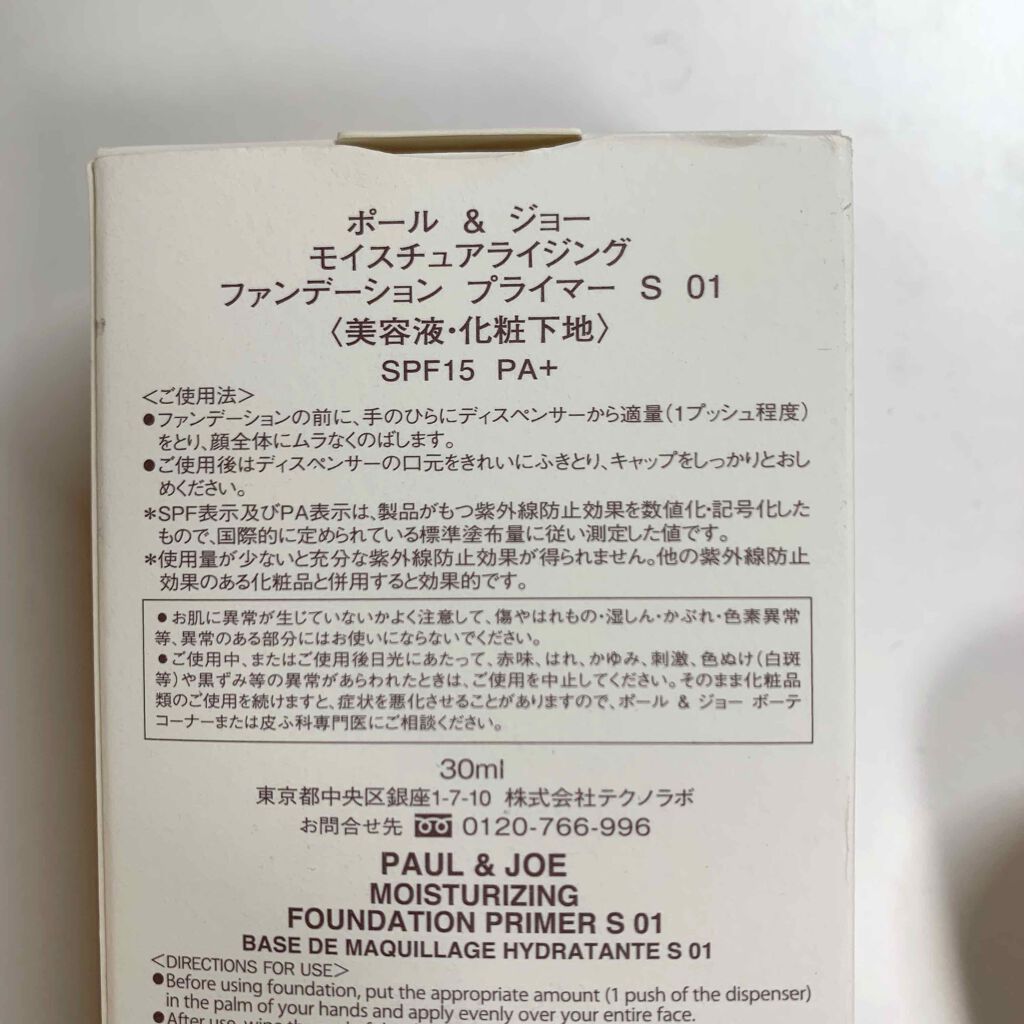 ポール & ジョー
モイスチュアライジング
ファンデーション プライマー S 01
〈美容液・化粧下地〉
SPF15 PA+
<ご使用法>
●ファンデーションの前に、手のひらにディスペンサーから適量(1プッシュ程度)
をとり、顔全体にムラなくのばします。
●ご使用後はディスペンサーの口元をきれいにふきとり、キャップをしっかりとおし
めください。
*SPF表示及びPA表示は、製品がもつ紫外線防止効果を数値化・記号化した
もので、国際的に定められている標準塗布量に従い測定した値です。
*使用量が少ないと充分な紫外線防止効果が得られません。他の紫外線防止
効果のある化粧品と併用すると効果的です。
●お肌に異常が生じていないかよく注意して、傷やはれもの・湿しん・かぶれ・色素異常
等、異常のある部分にはお使いにならないでください。
●ご使用中、またはご使用後日光にあたって、赤味、はれ、かゆみ、刺激、色ぬけ(白斑
等)や黒ずみ等の異常があらわれたときは、ご使用を中止してください。そのまま化粧品
類のご使用を続けますと、症状を悪化させることがありますので、ポール & ジョー ボーテ
コーナーまたは皮ふ科専門医にご相談ください。
30ml
東京都中央区銀座1-7-10 株式会社テクノラボ
お問合せ先 0120-766-996
PAUL & JOE
MOISTURIZING
FOUNDATION PRIMER S 01
BASE DE MAQUILLAGE HYDRATANTE S 01
<DIRECTIONS FOR USE>
●Before using foundation, put the appropriate amount (1 push of the dispenser)
in the palm of your hands and apply evenly over your entire face.
●After use, wipe the